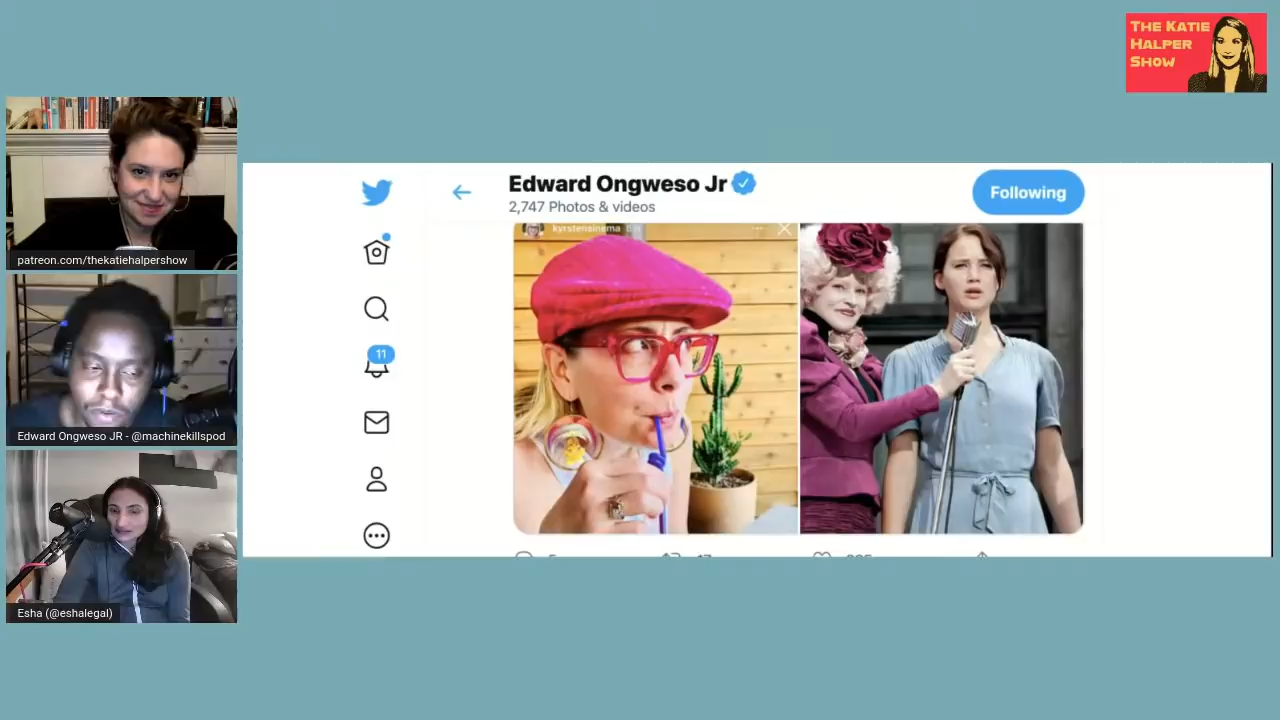 THE KATIE
HALPER
SHOW
patreon.com/thekatiehalpershow
Edward Ongweso JR - @machinekillspod
Esha (@eshalegal)
Edward Ongweso Jr
2,747 Photos & videos
Following
kyrstensinema
11